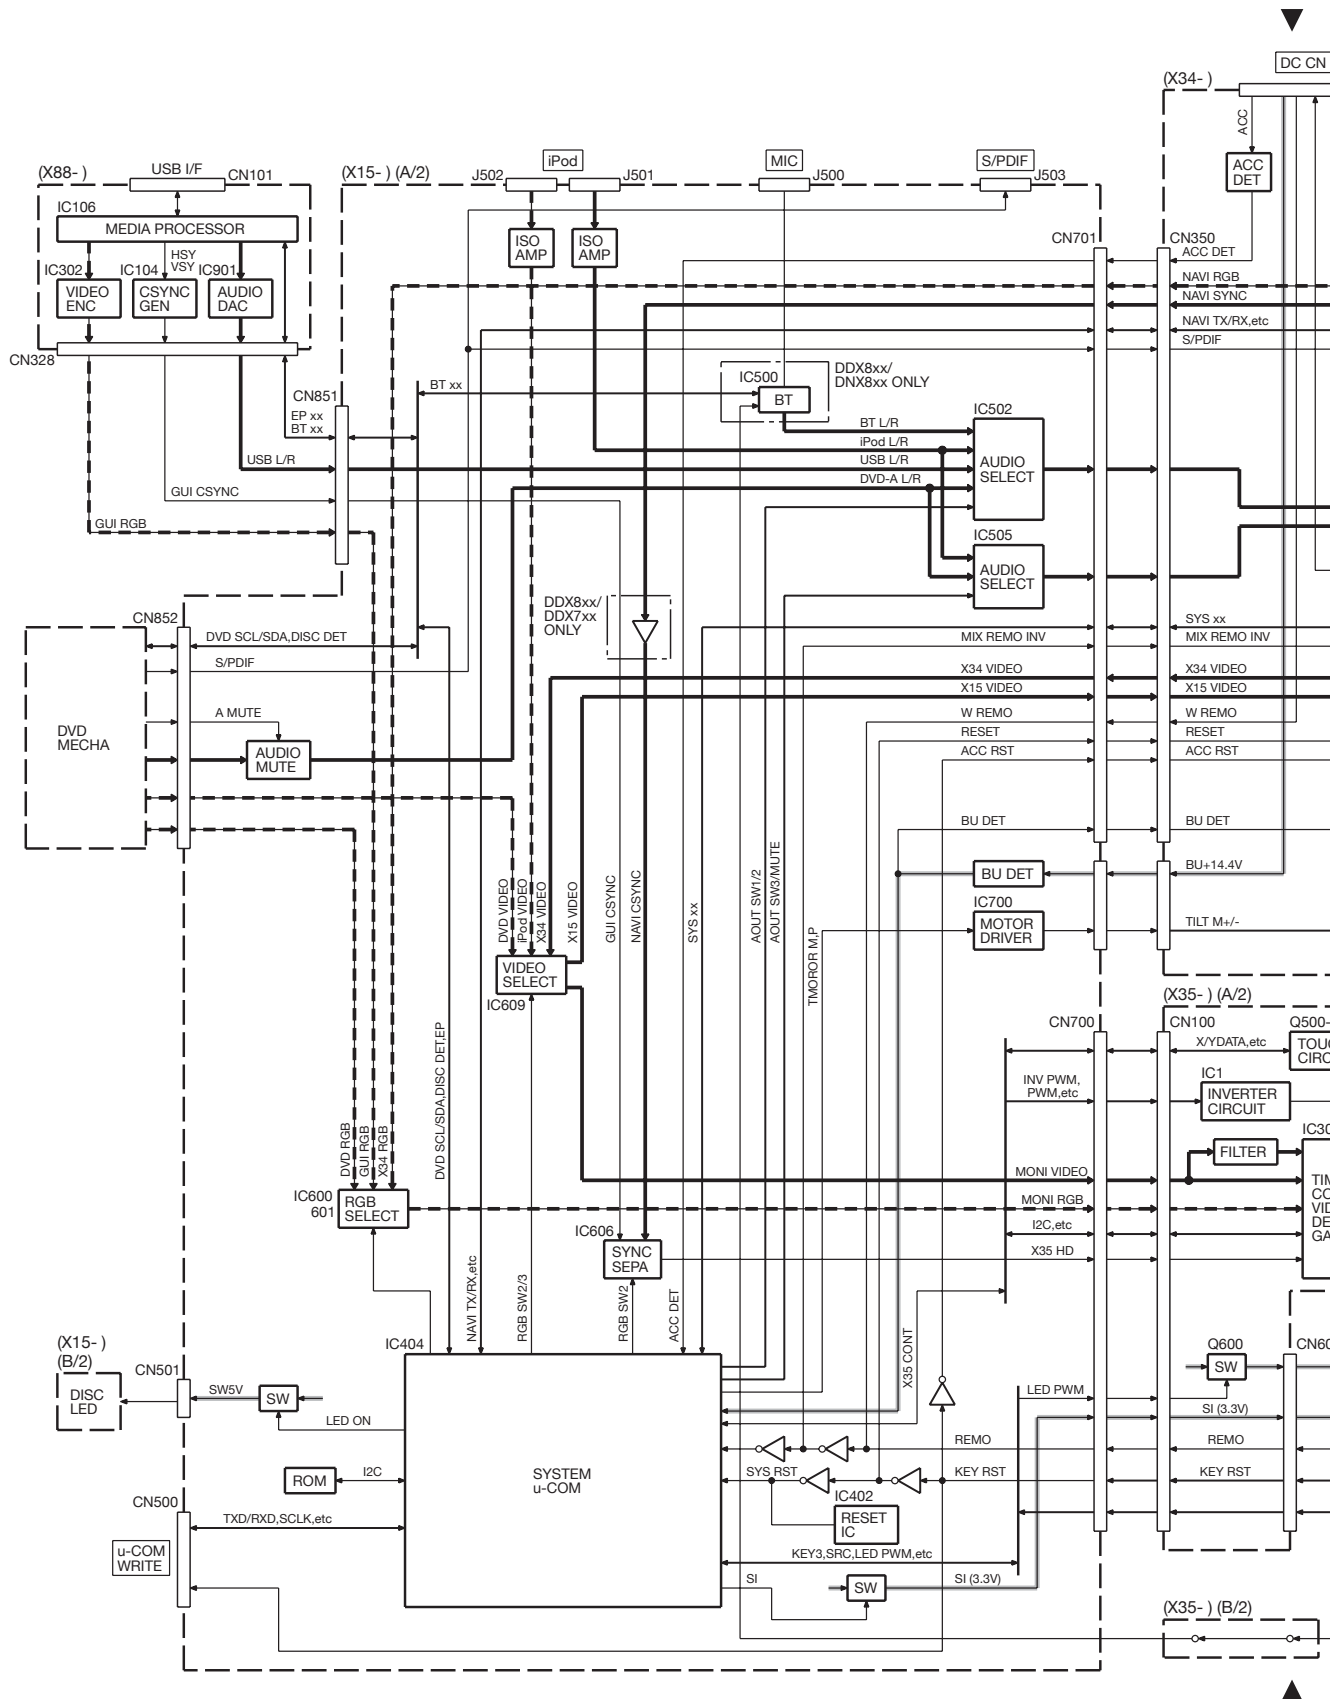 DC CN
(X34- )
ACC
ACC
DET
(X88- )
USB I/F
CN101
(X15- ) (A/2)
J502
iPod
J501
MIC
J500
S/PDIF
J503
IC106
MEDIA PROCESSOR
ISO
AMP
ISO
AMP
CN701
CN350
HSY
VSY
IC302
IC104
IC901
VIDEO
ENC
CSYNC
GEN
AUDIO
DAC
CN328
ACC DET
NAVI RGB
NAVI SYNC
NAVI TX/RX,etc
S/PDIF
CN851
BT xx
IC500
BT
DDX8xx/
DNX8xx ONLY
EP xx
BT xx
USB L/R
GUI CSYNC
GUI RGB
IC502
BT L/R
iPod L/R
USB L/R
DVD-A L/R
AUDIO
SELECT
IC505
AUDIO
SELECT
CN852
DVD SCL/SDA,DISC DET
S/PDIF
A MUTE
AUDIO
MUTE
DVD
MECHA
DDX8xx/
DDX7xx
ONLY
SYS xx
MIX REMO INV
MIX REMO INV
X34 VIDEO
X34 VIDEO
X15 VIDEO
X15 VIDEO
W REMO
W REMO
RESET
RESET
ACC RST
ACC RST
BU DET
BU DET
BU DET
BU+14.4V
IC700
MOTOR
DRIVER
TILT M+/-
DVD VIDEO
iPod VIDEO
X34 VIDEO
X15 VIDEO
GUI CSYNC
NAVI CSYNC
SYS xx
AOUT SW1/2
AOUT SW3/MUTE
TMOROR M,P
VIDEO
SELECT
IC609
(X35- ) (A/2)
CN700
CN100
Q500-
X/YDATA,etc
TOUC
CIRC
INV PWM,
PWM,etc
IC1
INVERTER
CIRCUIT
IC30
FILTER
DVD SCL/SDA,DISC DET,EP
DVD RGB
GUI RGB
X34 RGB
IC600
601
RGB
SELECT
MONI VIDEO
MONI RGB
I2C,etc
X35 HD
TIM
CO
VID
DE
GA
IC606
SYNC
SEPA
NAVI TX/RX,etc
RGB SW2/3
RGB SW2
ACC DET
X35 CONT
IC404
(X15- )
(B/2)
DISC
LED
CN501
SW5V
SW
LED ON
ROM
I2C
CN500
TXD/RXD,SCLK,etc
u-COM
WRITE
SYSTEM
u-COM
Q600
SW
CN60
LED PWM
SI (3.3V)
REMO
REMO
SYS RST
KEY RST
KEY RST
IC402
RESET
IC
KEY3,SRC,LED PWM,etc
SI
SW
SI (3.3V)
(X35- ) (B/2)